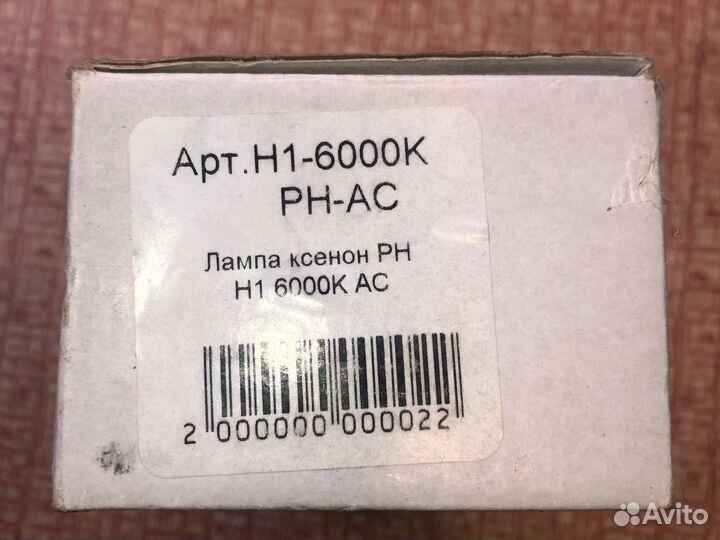 Арт.H1-6000K
PH-AC
Лампа ксенон PH
H1 6000K AC
2 000000 000022
Avito